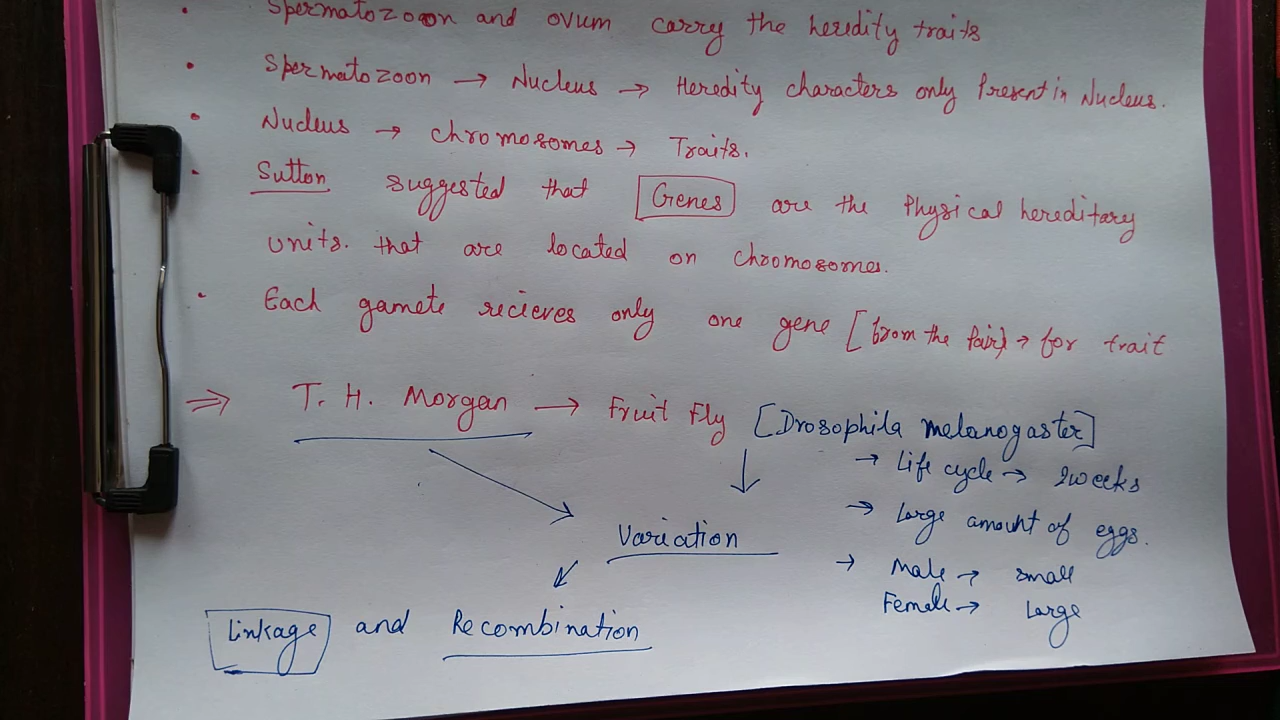 • Spermatozoon and ovum carry the heredity traits
• Spermatozoon → Nucleus → Heredity characters only Present in Nucleus.
• Nucleus → chromosomes → Traits.
• Sutton suggested that Genes are the Physical hereditary
units. that are located on chromosomes.
• Each gamete recieves only one gene [from the pair] → for trait
⇒ T. H. Morgan → Fruit Fly [Drosophila melanogaster]
→ Life cycle → 2weeks
→ Large amount of eggs.
Variation
→ Male → small
Female → Large
Linkage and Recombination